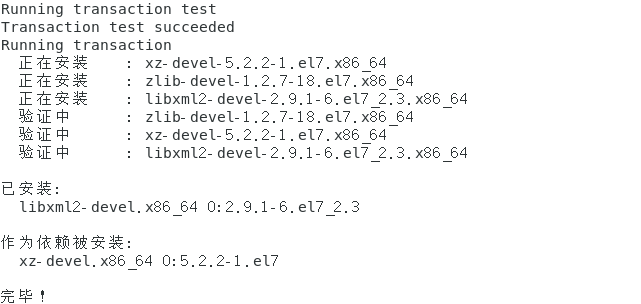 Running transaction test
Transaction test succeeded
Running transaction
正在安装    : xz-devel-5.2.2-1.el7.x86_64
正在安装    : zlib-devel-1.2.7-18.el7.x86_64
正在安装    : libxml2-devel-2.9.1-6.el7_2.3.x86_64
验证中      : zlib-devel-1.2.7-18.el7.x86_64
验证中      : xz-devel-5.2.2-1.el7.x86_64
验证中      : libxml2-devel-2.9.1-6.el7_2.3.x86_64
已安装:
libxml2-devel.x86_64 0:2.9.1-6.el7_2.3
作为依赖被安装:
xz-devel.x86_64 0:5.2.2-1.el7
完毕！